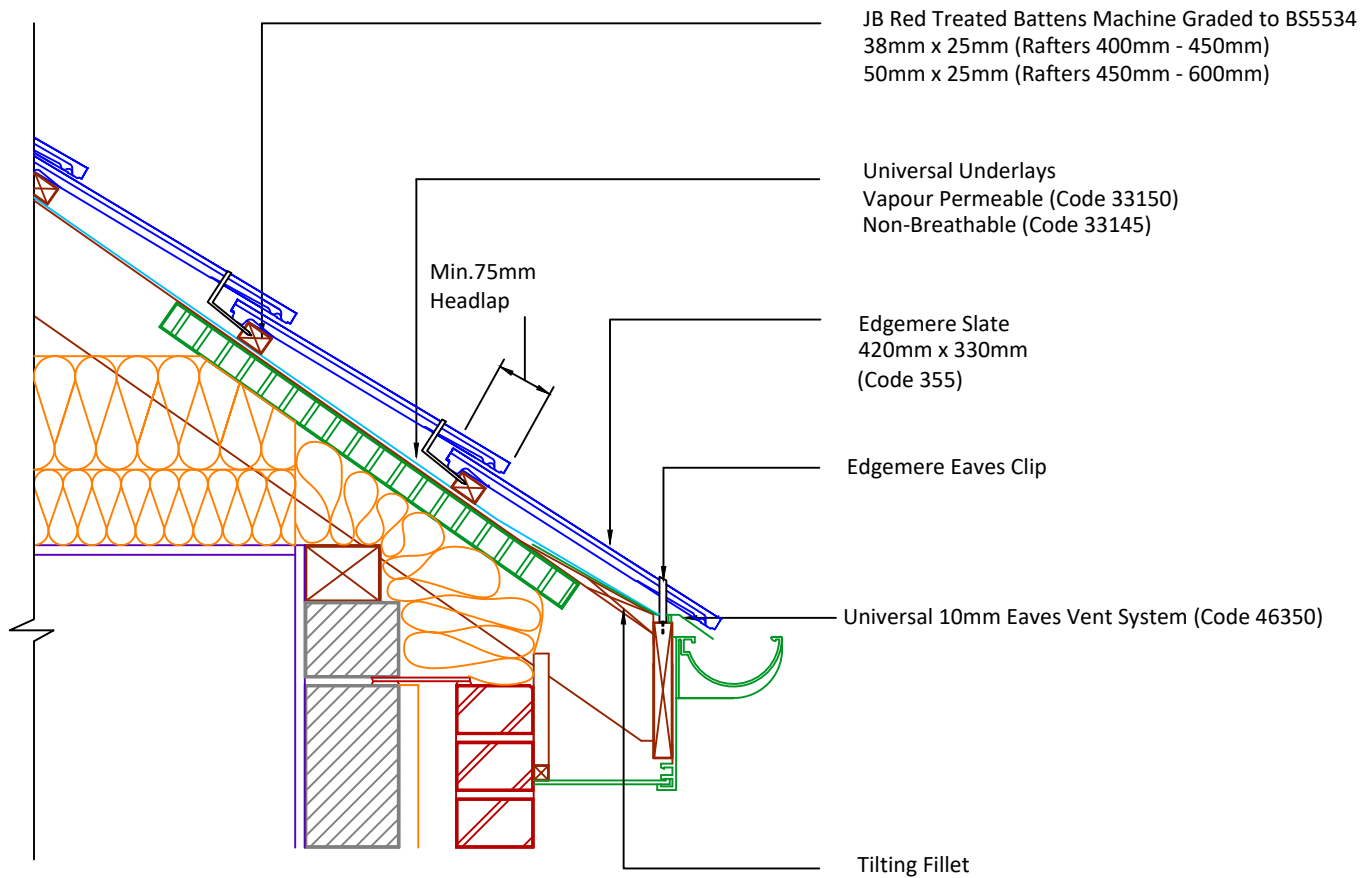 JB Red Treated Battens Machine Graded to BS5534
38mm x 25mm (Rafters 400mm - 450mm)
50mm x 25mm (Rafters 450mm - 600mm)
Universal Underlays
Vapour Permeable (Code 33150)
Non-Breathable (Code 33145)
Min.75mm
Headlap
Edgemere Slate
420mm x 330mm
(Code 355)
Edgemere Eaves Clip
Universal 10mm Eaves Vent System (Code 46350)
Tilting Fillet